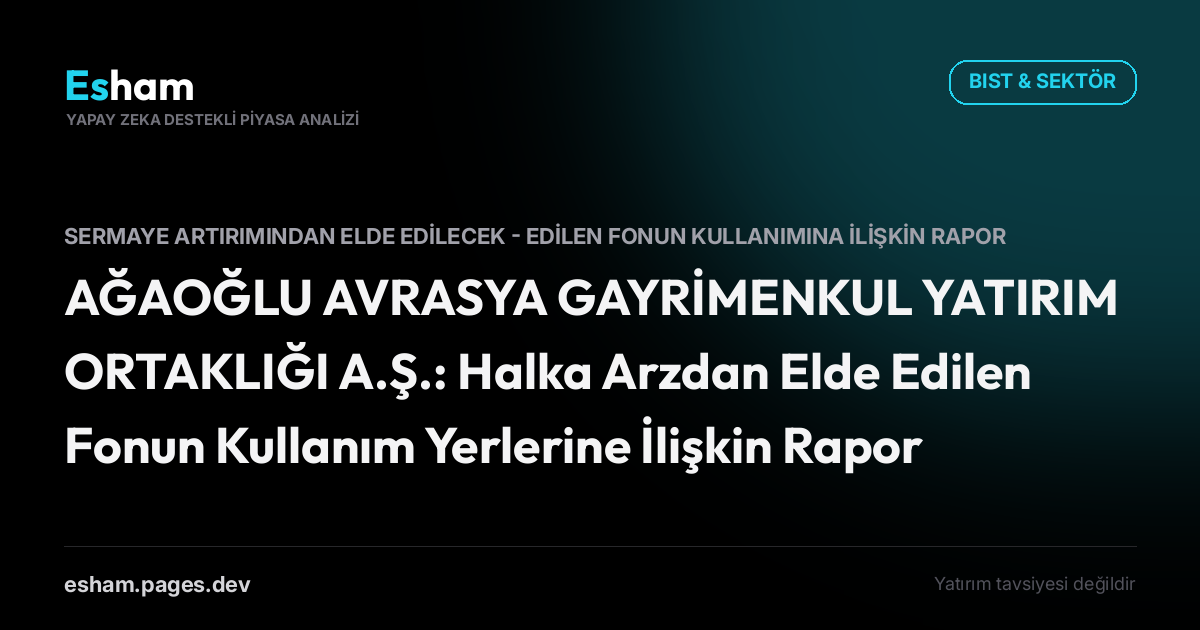 Esham
YAPAY ZEKA DESTEKLİ PİYASA ANALİZİ
BIST & SEKTÖR
SERMAYE ARTIRIMINDAN ELDE EDİLECEK - EDİLEN FONUN KULLANIMINA İLİŞKİN RAPOR
AĞAOĞLU AVRASYA GAYRİMENKUL YATIRIM
ORTAKLIĞI A.Ş.: Halka Arzdan Elde Edilen
Fonun Kullanım Yerlerine İlişkin Rapor
esham.pages.dev
Yatırım tavsiyesi değildir